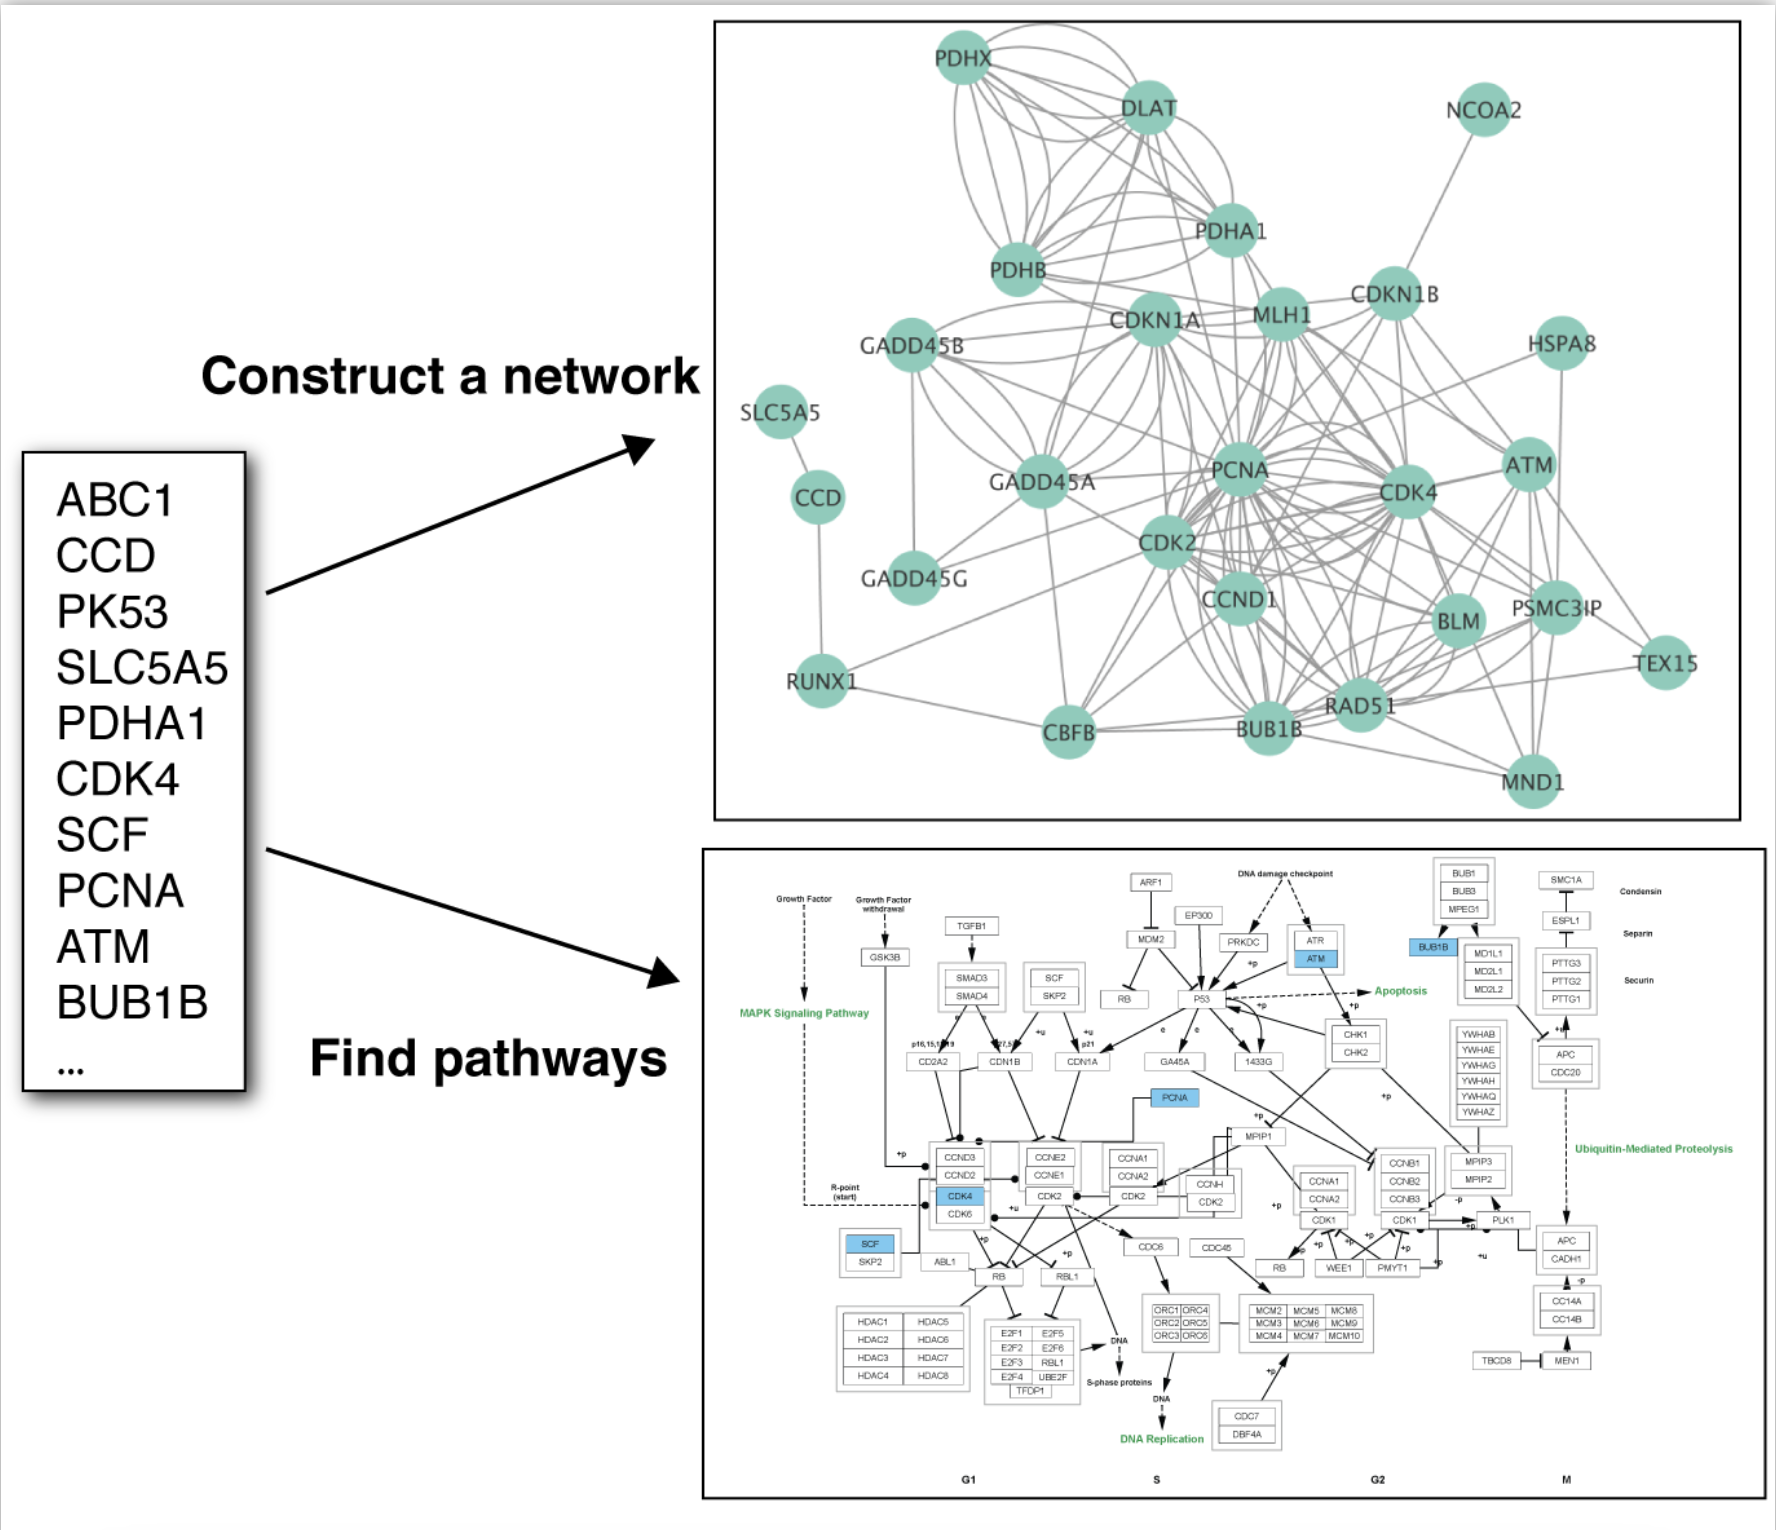 Construct a network
ABC1
CCD
PK53
SLC5A5
PDHA1
CDK4
SCF
PCNA
ATM
BUB1B
...
Find pathways
PDHX
DLAT
NCOA2
PDHA1
PDHB
CDKN1B
CDKN1A
MLH1
GADD45B
HSPA8
SLC5A5
PCNA
ATM
GADD45A
CDK4
CCD
CDK2
GADD45G
CCND1
PSMC3IP
BLM
TEX15
RUNX1
RAD51
CBFB
BUB1B
MND1
Growth Factor
Growth Factor
withdrawal
GSK3B
MAPK Signaling Pathway
TGFB1
SMAD3
SMAD4
SCF
SKP2
ARF1
MDM2
RB
EP300
DNA damage checkpoint
PRKDC
ATR
ATM
+p
P53
Apoptosis
+p
+p
BUB1
BUB3
MPEG1
BUB1B
MD1L1
MD2L1
MD2L2
SMC1A
Condensin
ESPL1
Separin
PTTG3
PTTG2
PTTG1
Securin
e
+u
+u
p21
e
e
CD2A2
CDN1B
CDN1A
GA45A
1433G
CHK1
CHK2
YWHAB
YWHAE
YWHAG
YWHAH
YWHAQ
YWHAZ
APC
CDC20
PCNA
+p
+p
MPIP1
Ubiquitin-Mediated Proteolysis
+p
CCND3
CCND2
CDK4
CDK6
CCNE2
CCNE1
CDK2
CCNA1
CCNA2
CDK2
CCNH
CDK2
CCNA1
CCNA2
CDK1
CCNB1
CCNB2
CCNB3
CDK1
MPIP3
MPIP2
-p
PLK1
R-point
(start)
+u
+p
+p
+p
SCF
SKP2
ABL1
RB
RBL1
+p
CDC6
CDC45
RB
WEE1
PMYT1
+p
+p
+p
+p
+p
+p
+u
APC
CADH1
-p
CC14A
CC14B
TBCD8
MEN1
HDAC1 HDAC5
HDAC2 HDAC6
HDAC3 HDAC7
HDAC4 HDAC8
E2F1 E2F5
E2F2 E2F6
E2F3 RBL1
E2F4 UBE2F
TFDP1
DNA
S-phase proteins
ORC1 ORC4
ORC2 ORC5
ORC3 ORC6
MCM2 MCM5 MCM8
MCM3 MCM6 MCM9
MCM4 MCM7 MCM10
+p
DNA
DNA Replication
CDC7
DBF4A
G1 S G2 M